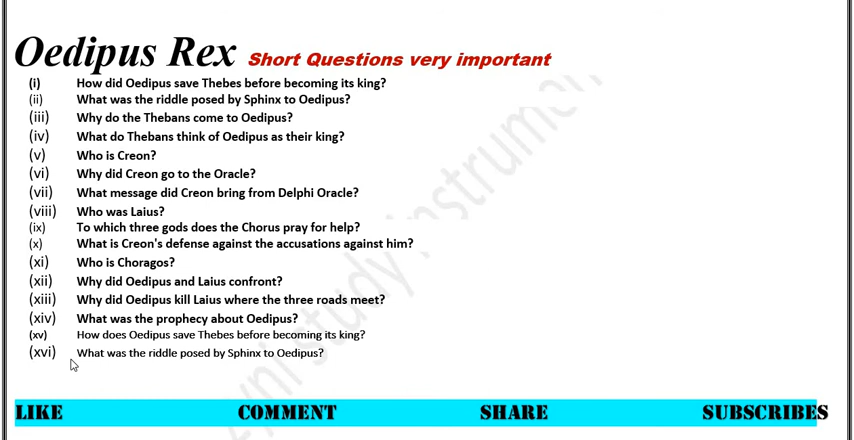 Oedipus Rex Short Questions very important
(i) How did Oedipus save Thebes before becoming its king?
(ii) What was the riddle posed by Sphinx to Oedipus?
(iii) Why do the Thebans come to Oedipus?
(iv) What do Thebans think of Oedipus as their king?
(v) Who is Creon?
(vi) Why did Creon go to the Oracle?
(vii) What message did Creon bring from Delphi Oracle?
(viii) Who was Laius?
(ix) To which three gods does the Chorus pray for help?
(x) What is Creon's defense against the accusations against him?
(xi) Who is Choragos?
(xii) Why did Oedipus and Laius confront?
(xiii) Why did Oedipus kill Laius where the three roads meet?
(xiv) What was the prophecy about Oedipus?
(xv) How does Oedipus save Thebes before becoming its king?
(xvi) What was the riddle posed by Sphinx to Oedipus?
study
LIKE COMMENT SHARE SUBSCRIBES